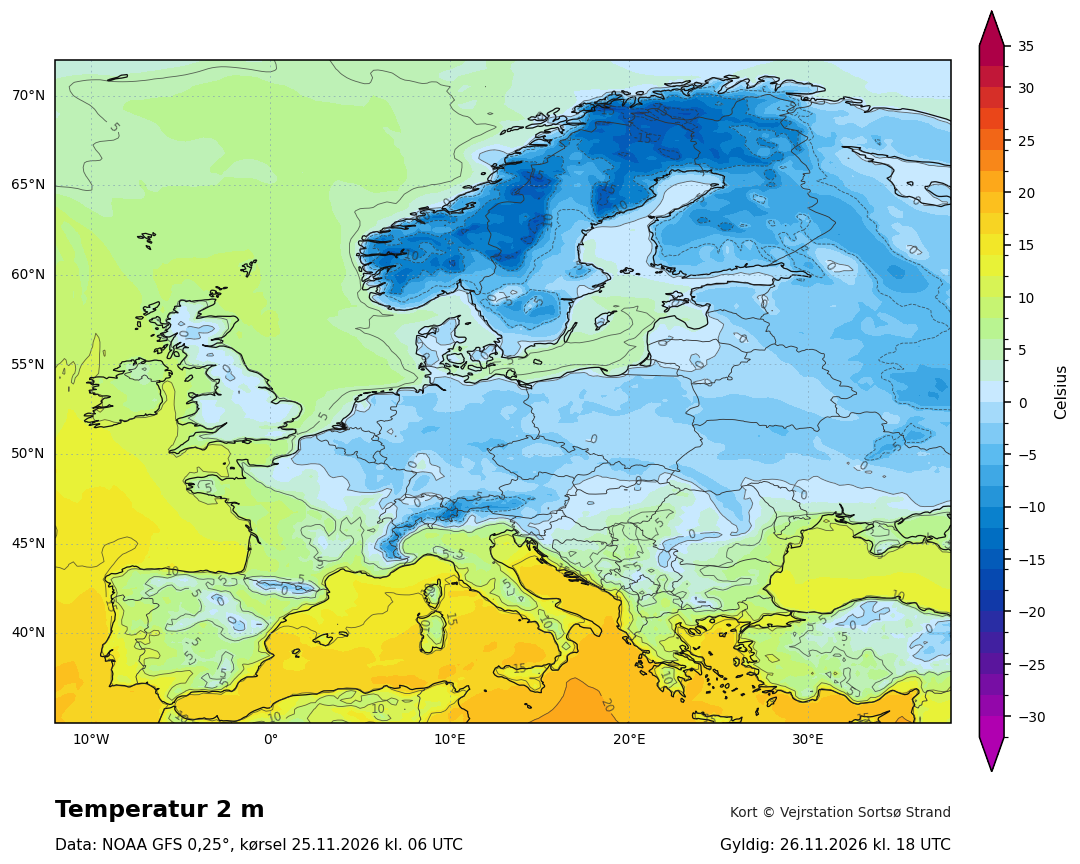 70°N
65°N
60°N
55°N
50°N
45°N
40°N
10°W
0°
10°E
20°E
30°E
35
30
25
20
15
10
5
0
−5
−10
−15
−20
−25
−30
Celsius
Temperatur 2 m
Kort © Vejrstation Sortsø Strand
Data: NOAA GFS 0,25°, kørsel 25.11.2026 kl. 06 UTC
Gyldig: 26.11.2026 kl. 18 UTC